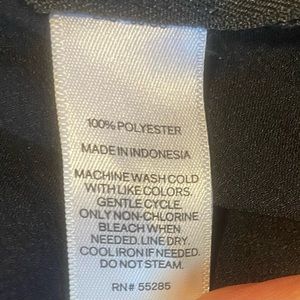 100% POLYESTER
MADE IN INDONESIA
MACHINE WASH COLD
WITH LIKE COLORS.
GENTLE CYCLE.
ONLY NON-CHLORINE
BLEACH WHEN
NEEDED. LINE DRY.
COOL IRON IF NEEDED.
DO NOT STEAM.
RN# 55285